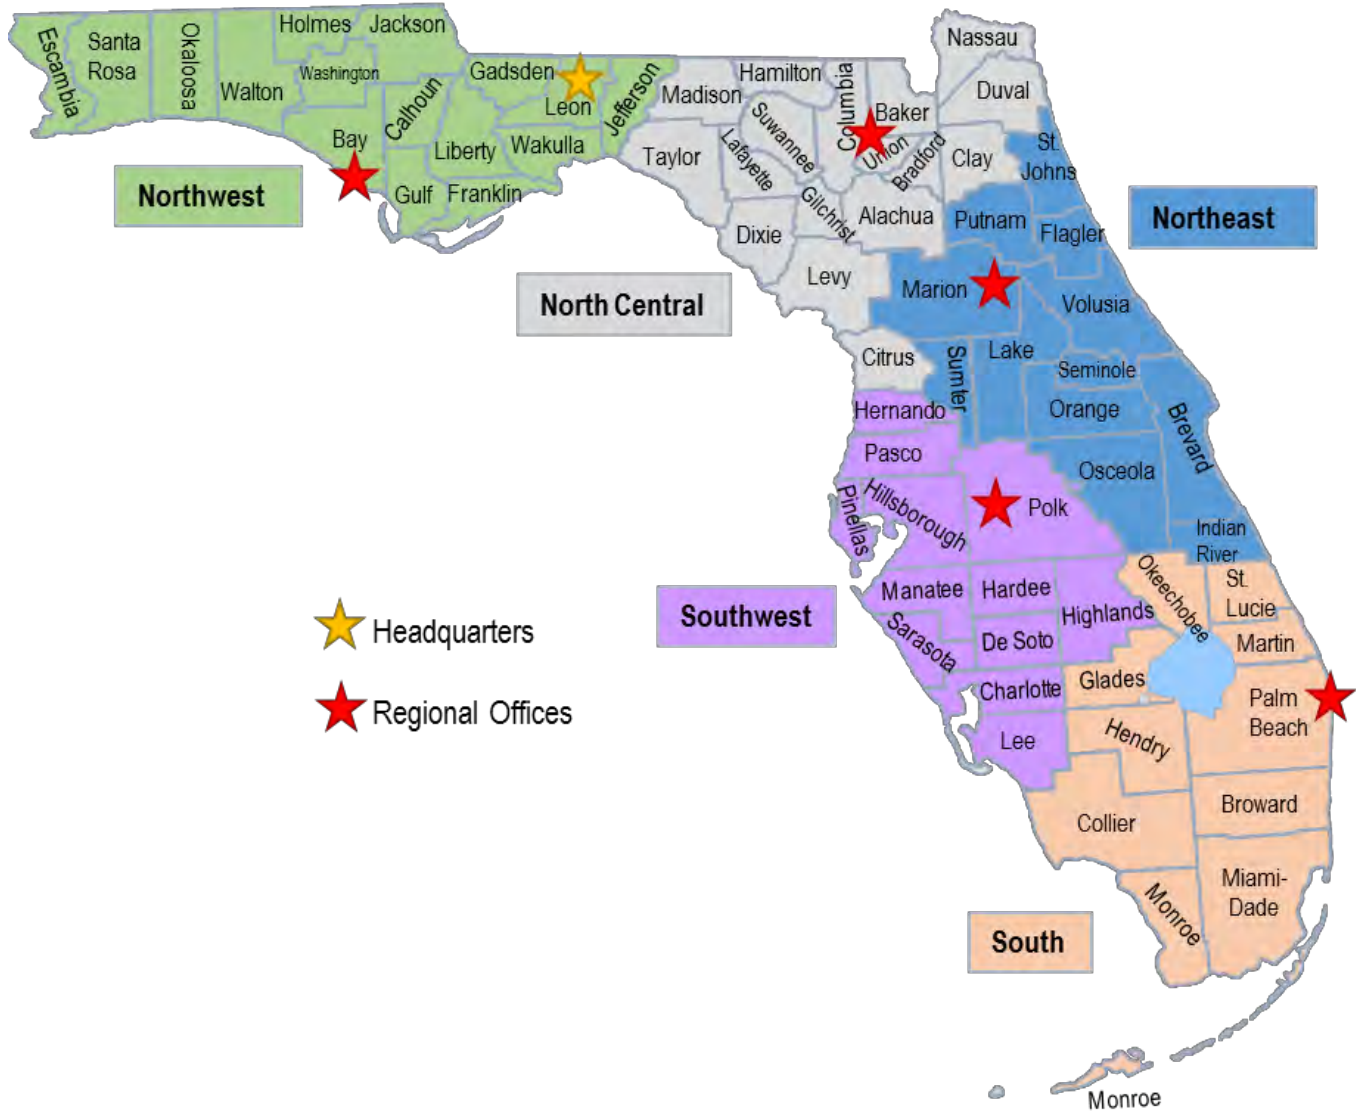 Holmes
Jackson
Escambia
Santa
Rosa
Okaloosa
Walton
Washington
Bay
Calhoun
Gulf
Liberty
Franklin
Gadsden
Leon
Wakulla
Jefferson
Northwest
Nassau
Duval
Hamilton
Madison
Columbia
Baker
Suwannee
Taylor
Lafayette
Union
Bradford
Clay
Gilchrist
Alachua
Dixie
Levy
Citrus
North Central
St.
Johns
Putnam
Flagler
Marion
Volusia
Lake
Sumter
Seminole
Orange
Brevard
Osceola
Indian
River
Northeast
Hernando
Pasco
Pinellas
Hillsborough
Polk
Manatee
Hardee
Highlands
Sarasota
De Soto
Charlotte
Lee
Southwest
Okeechobee
St.
Lucie
Martin
Glades
Palm
Beach
Hendry
Broward
Collier
Miami-
Dade
Monroe
South
Monroe
Headquarters
Regional Offices